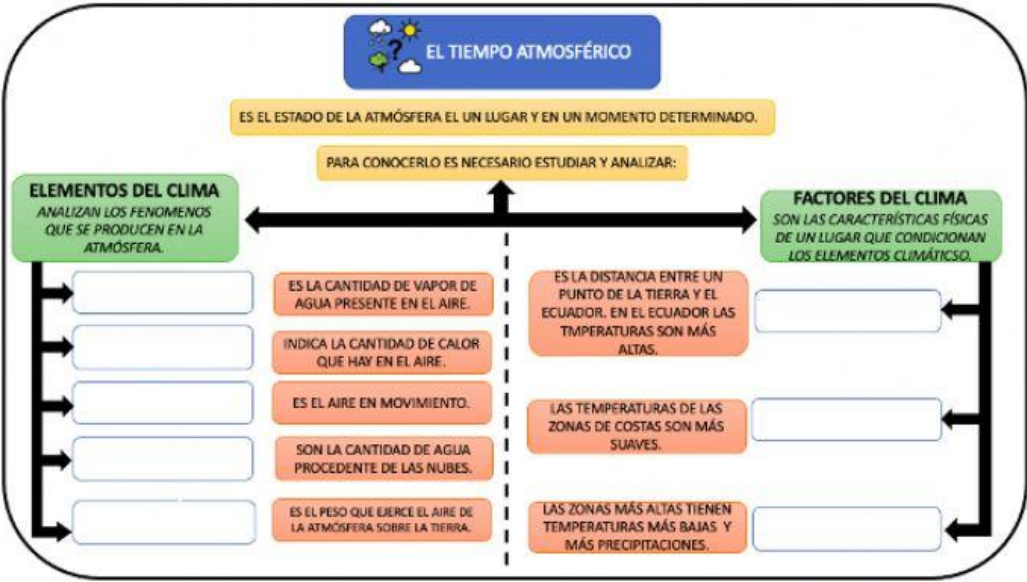 EL TIEMPO ATMOSFÉRICO
ES EL ESTADO DE LA ATMÓSFERA EL UN LUGAR Y EN UN MOMENTO DETERMINADO.
PARA CONOCERLO ES NECESARIO ESTUDIAR Y ANALIZAR:
ELEMENTOS DEL CLIMA
ANALIZAN LOS FENOMENOS
QUE SE PRODUCEN EN LA
ATMÓSFERA.
ES LA CANTIDAD DE VAPOR DE
AGUA PRESENTE EN EL AIRE.
INDICA LA CANTIDAD DE CALOR
QUE HAY EN EL AIRE.
ES EL AIRE EN MOVIMIENTO.
SON LA CANTIDAD DE AGUA
PROCEDENTE DE LAS NUBES.
ES EL PESO QUE EJERCE EL AIRE DE
LA ATMÓSFERA SOBRE LA TIERRA.
FACTORES DEL CLIMA
SON LAS CARACTERÍSTICAS FÍSICAS
DE UN LUGAR QUE CONDICIONAN
LOS ELEMENTOS CLIMÁTICSO.
ES LA DISTANCIA ENTRE UN
PUNTO DE LA TIERRA Y EL
ECUADOR. EN EL ECUADOR LAS
TMPERATURAS SON MÁS
ALTAS.
LAS TEMPERATURAS DE LAS
ZONAS DE COSTAS SON MÁS
SUAVES.
LAS ZONAS MÁS ALTAS TIENEN
TEMPERATURAS MÁS BAJAS Y
MÁS PRECIPITACIONES.